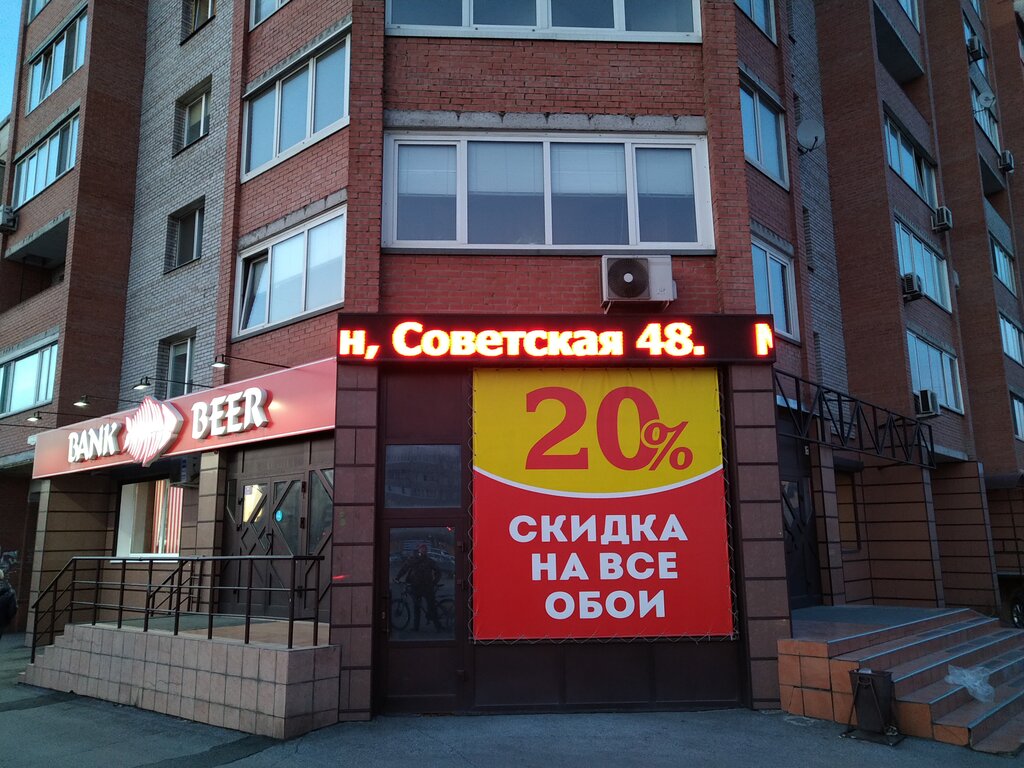 н, Советская 48.
BANK BEER
20%
СКИДКА
НА ВСЕ
ОБОИ